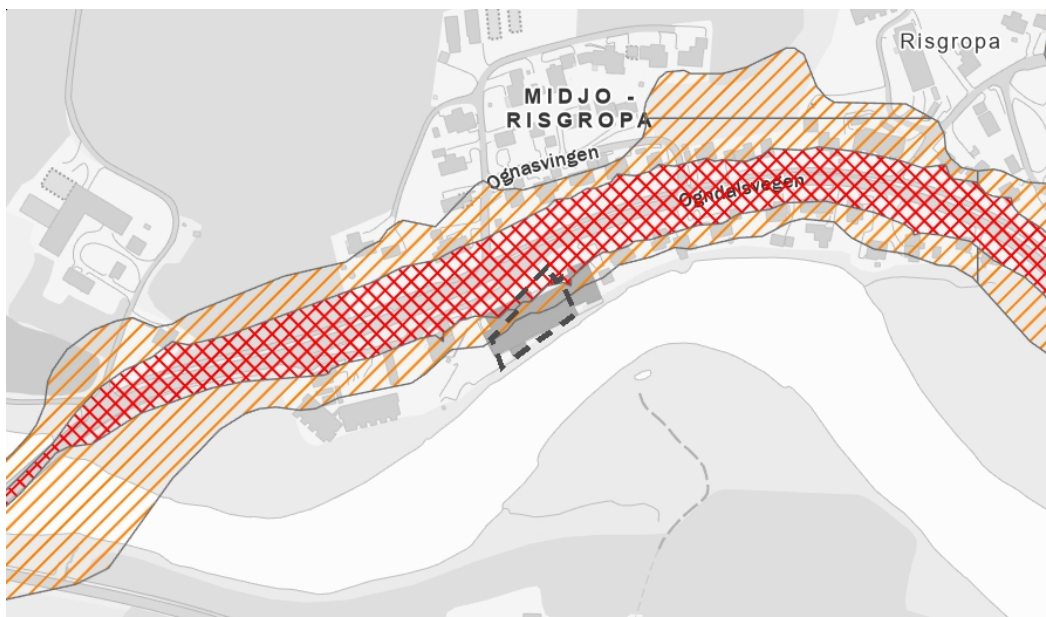 Risgropa
MIDJO -
RISGROPA
Ognasvingen
Ogndalsvegen